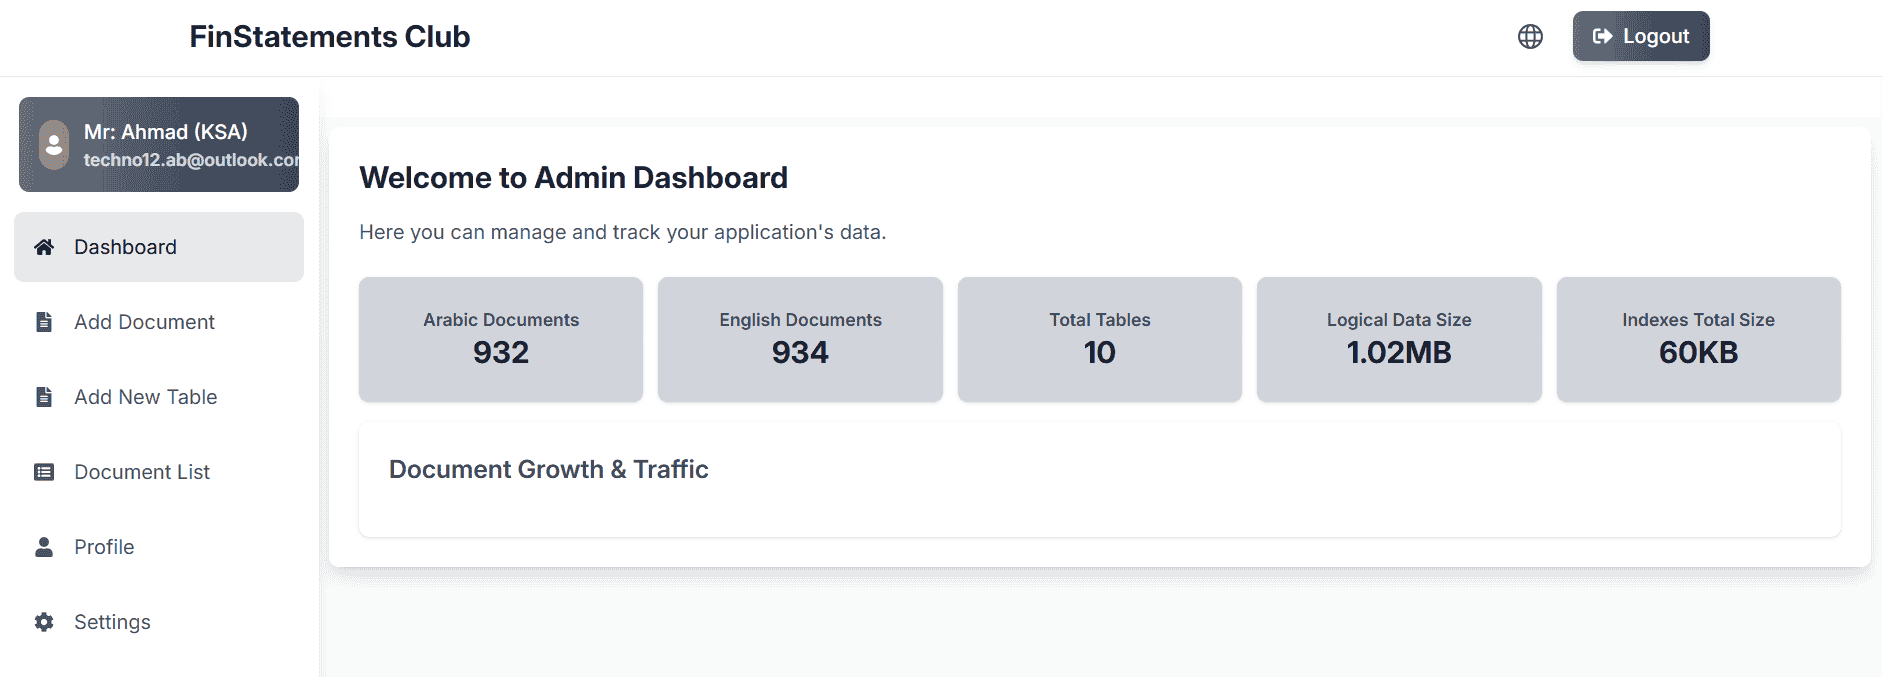 FinStatements Club
Logout
Mr: Ahmad (KSA)
techno12.ab@outlook.cor
Dashboard
Add Document
Add New Table
Document List
Profile
Settings
Welcome to Admin Dashboard
Here you can manage and track your application's data.
Arabic Documents
932
English Documents
934
Total Tables
10
Logical Data Size
1.02MB
Indexes Total Size
60KB
Document Growth & Traffic